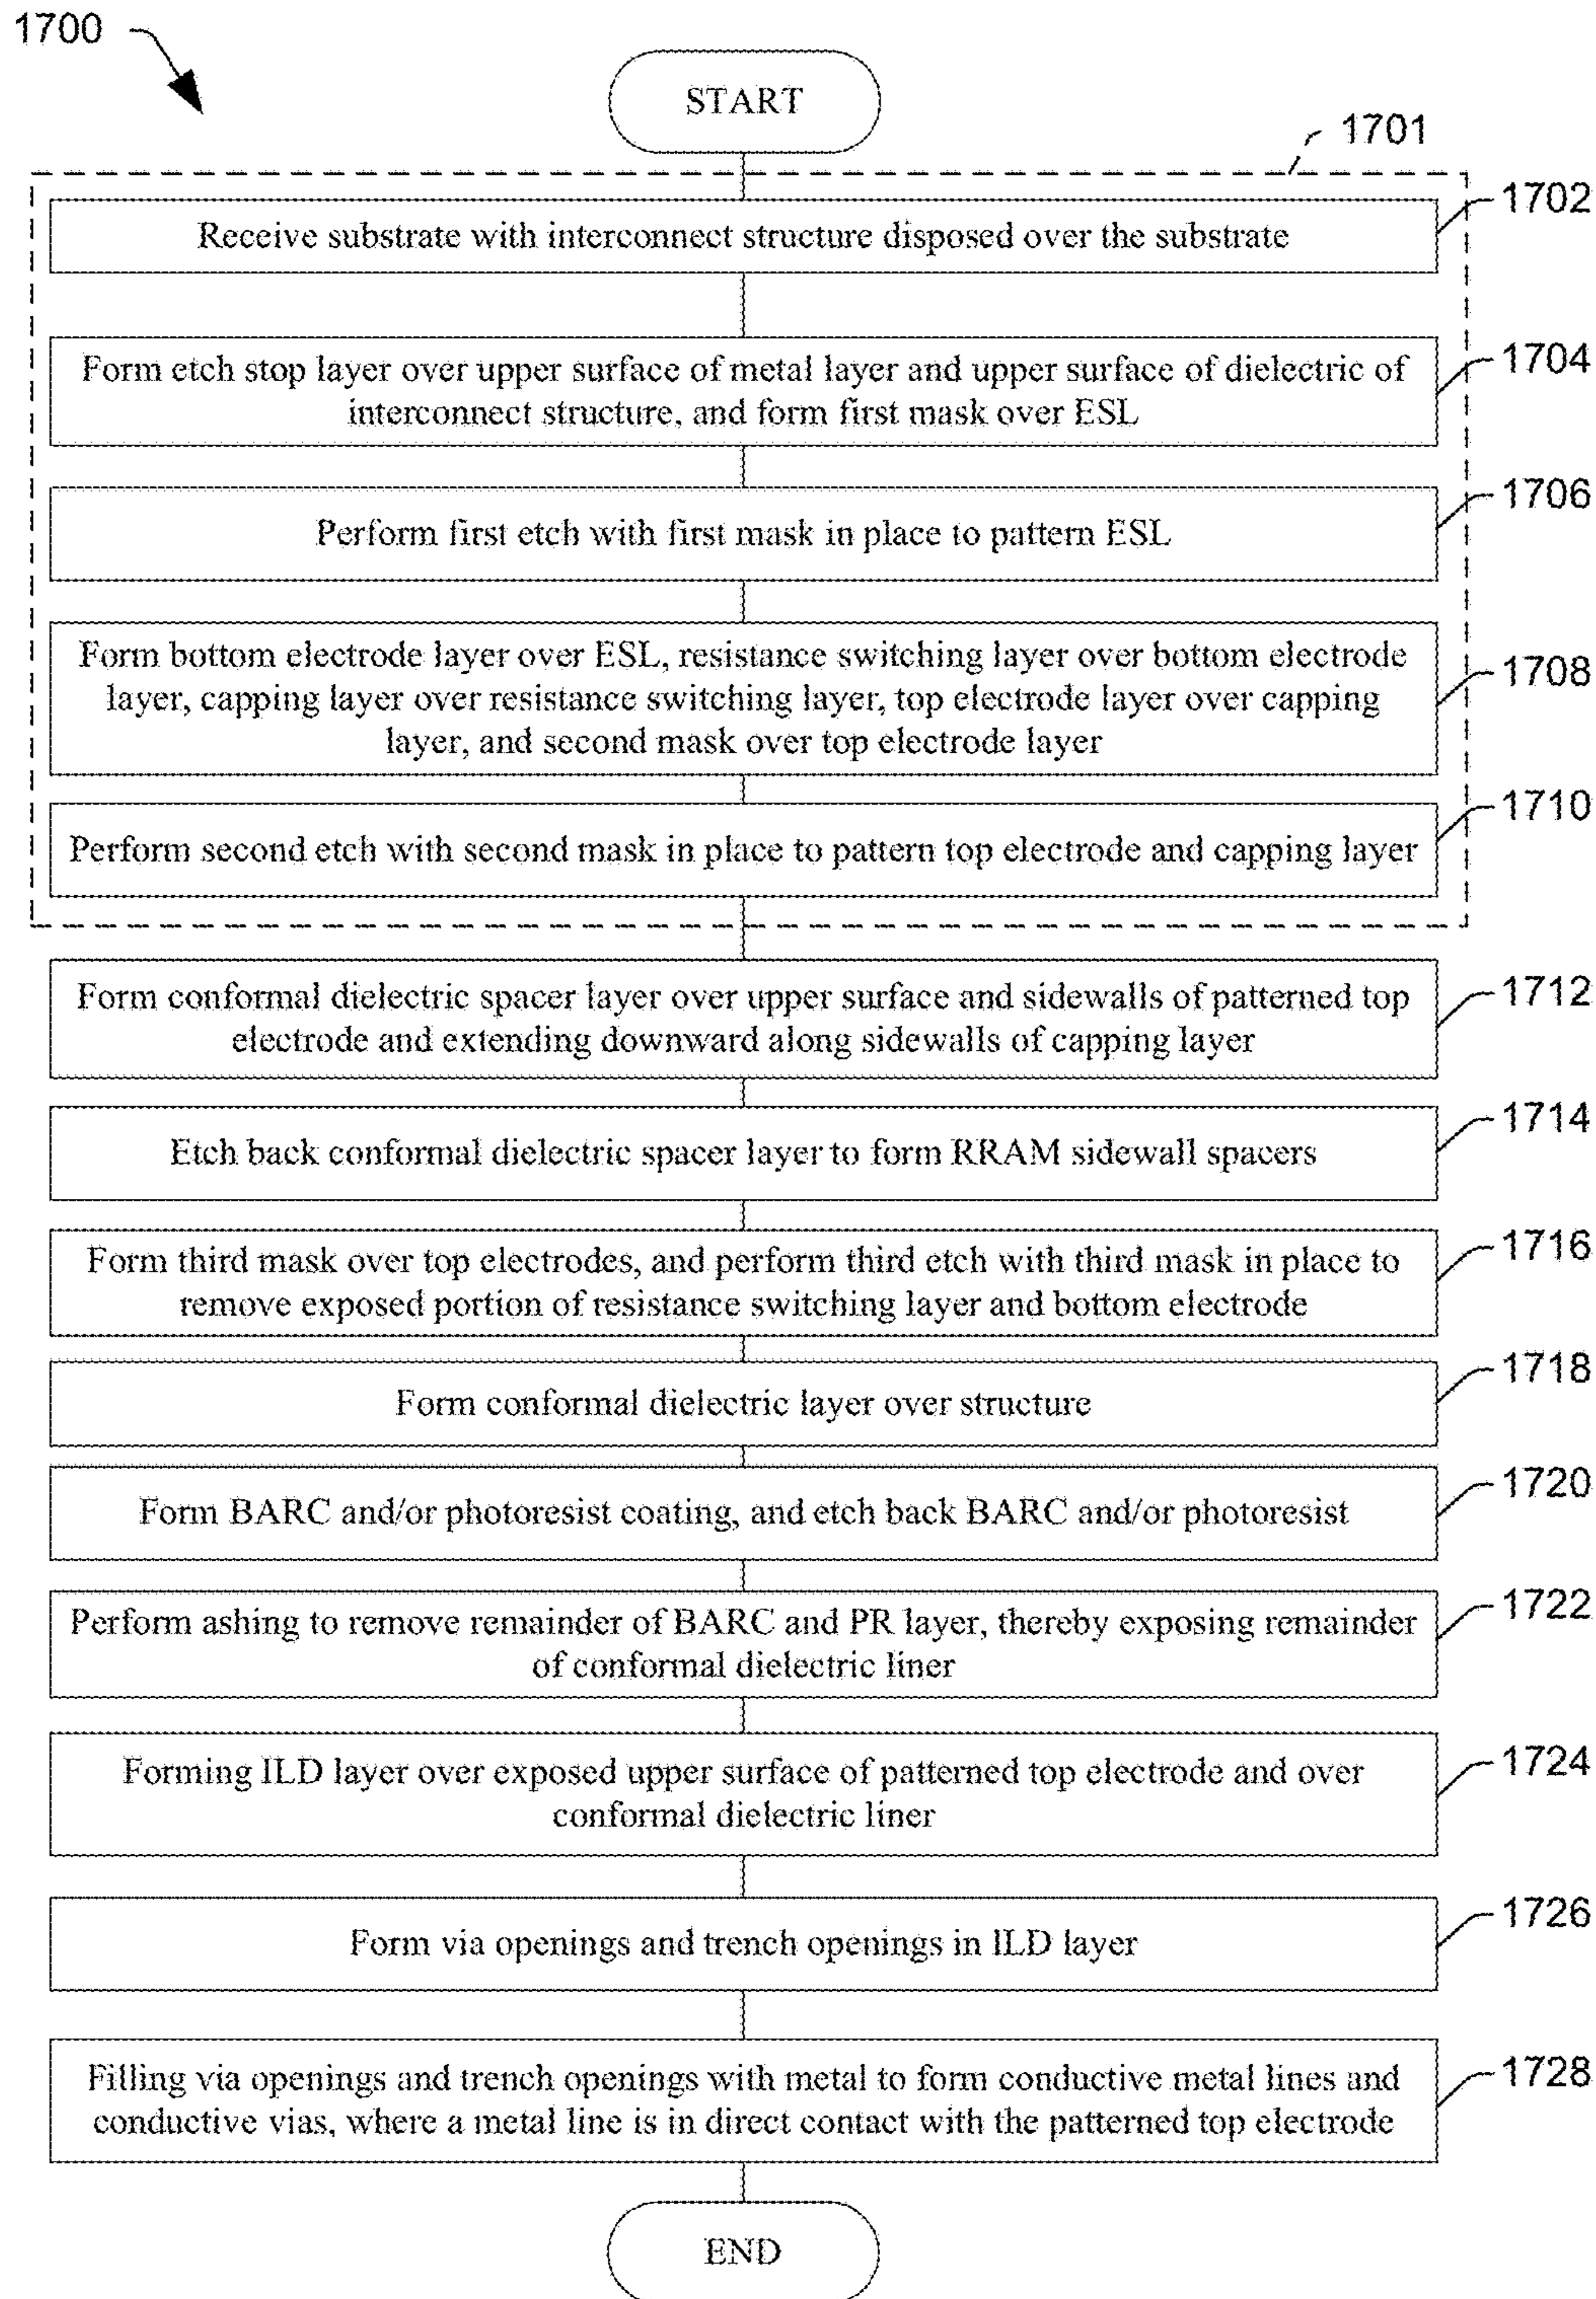 1700
START
1701
1702
Receive substrate with interconnect structure disposed over the substrate
1704
Form etch stop layer over upper surface of metal layer and upper surface of dielectric of
interconnect structure, and form first mask over ESL
1706
Perform first etch with first mask in place to pattern ESL
1708
Form bottom electrode layer over ESL, resistance switching layer over bottom electrode
layer, capping layer over resistance switching layer, top electrode layer over capping
layer, and second mask over top electrode layer
1710
Perform second etch with second mask in place to pattern top electrode and capping layer
1712
Form conformal dielectric spacer layer over upper surface and sidewalls of patterned top
electrode and extending downward along sidewalls of capping layer
1714
Etch back conformal dielectric spacer layer to form RRAM sidewall spacers
1716
Form third mask over top electrodes, and perform third etch with third mask in place to
remove exposed portion of resistance switching layer and bottom electrode
1718
Form conformal dielectric layer over structure
1720
Form BARC and/or photoresist coating, and etch back BARC and/or photoresist
1722
Perform ashing to remove remainder of BARC and PR layer, thereby exposing remainder
of conformal dielectric liner
1724
Forming ILD layer over exposed upper surface of patterned top electrode and over
conformal dielectric liner
1726
Form via openings and trench openings in ILD layer
1728
Filling via openings and trench openings with metal to form conductive metal lines and
conductive vias, where a metal line is in direct contact with the patterned top electrode
END